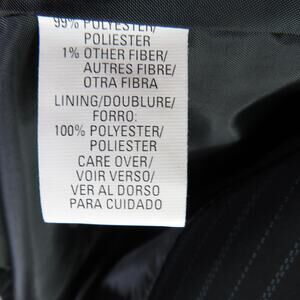 99% POLYESTER/
POLIESTER
1% OTHER FIBER/
AUTRES FIBRE/
OTRA FIBRA
LINING/DOUBLURE/
FORRO:
100% POLYESTER/
POLIESTER
CARE OVER/
VOIR VERSO/
VER AL DORSO
PARA CUIDADO